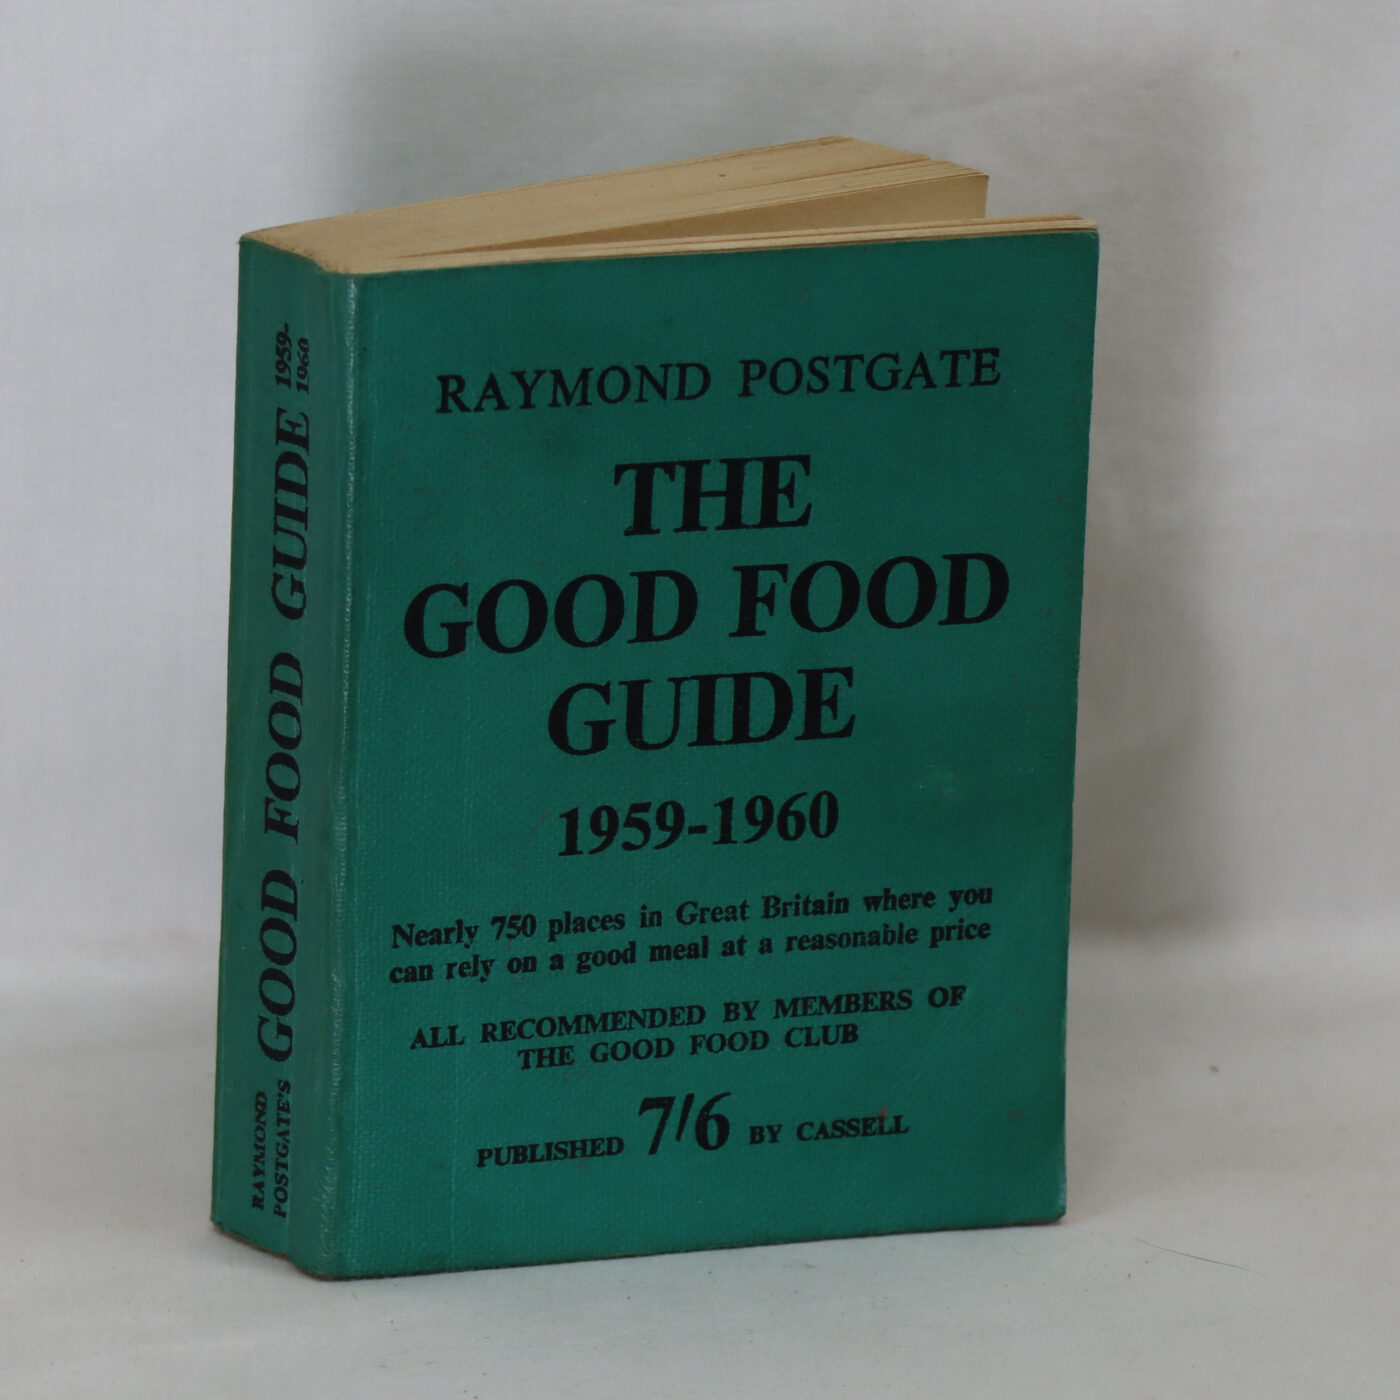 RAYMOND POSTGATE
THE
GOOD FOOD
GUIDE
1959-1960
Nearly 750 places in Great Britain where you
can rely on a good meal at a reasonable price
ALL RECOMMENDED BY MEMBERS OF
THE GOOD FOOD CLUB
PUBLISHED 7/6 BY CASSELL
RAYMOND
POSTGATE'S
GOOD FOOD GUIDE
1959-
1960